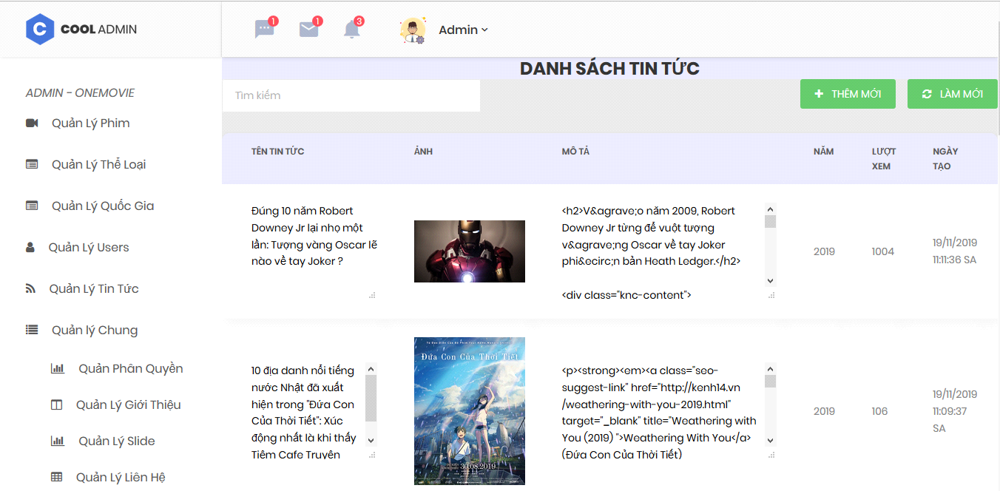 COOL ADMIN
1
1
3
Admin
ADMIN - ONEMOVIE
Quản Lý Phim
Quản Lý Thể Loại
Quản Lý Quốc Gia
Quản Lý Users
Quản Lý Tin Tức
Quản lý Chung
Quản Phân Quyền
Quản Lý Giới Thiệu
Quản Lý Slide
Quản Lý Liên Hệ
DANH SÁCH TIN TỨC
Tìm kiếm
THÊM MỚI
LÀM MỚI
TÊN TIN TỨC
ẢNH
MÔ TẢ
NĂM
LƯỢT
XEM
NGÀY
TẠO
Đúng 10 năm Robert
Downey Jr lại nhọ một
lần: Tượng vàng Oscar lẽ
nào về tay Joker ?
<h2>V&agrave;o năm 2009, Robert
Downey Jr từng để vuột tượng
v&agrave;ng Oscar về tay Joker
phi&ecirc;n bản Heath Ledger.</h2>
<div class="knc-content">
2019
1004
19/11/2019
11:11:36 SA
10 địa danh nổi tiếng
nước Nhật đã xuất
hiện trong "Đứa Con
Của Thời Tiết": Xúc
động nhất là khi thấy
Tiêm Cafe Truyên
Đứa Con Của Thời Tiết
30.08.2019
<p><strong><em><a class="seo-
suggest-link" href="http://kenh14.vn
/weathering-with-you-2019.html"
target="_blank" title="Weathering with
You (2019) ">Weathering With You</a>
(Đứa Con Của Thời Tiết)
2019
106
19/11/2019
11:09:37
SA